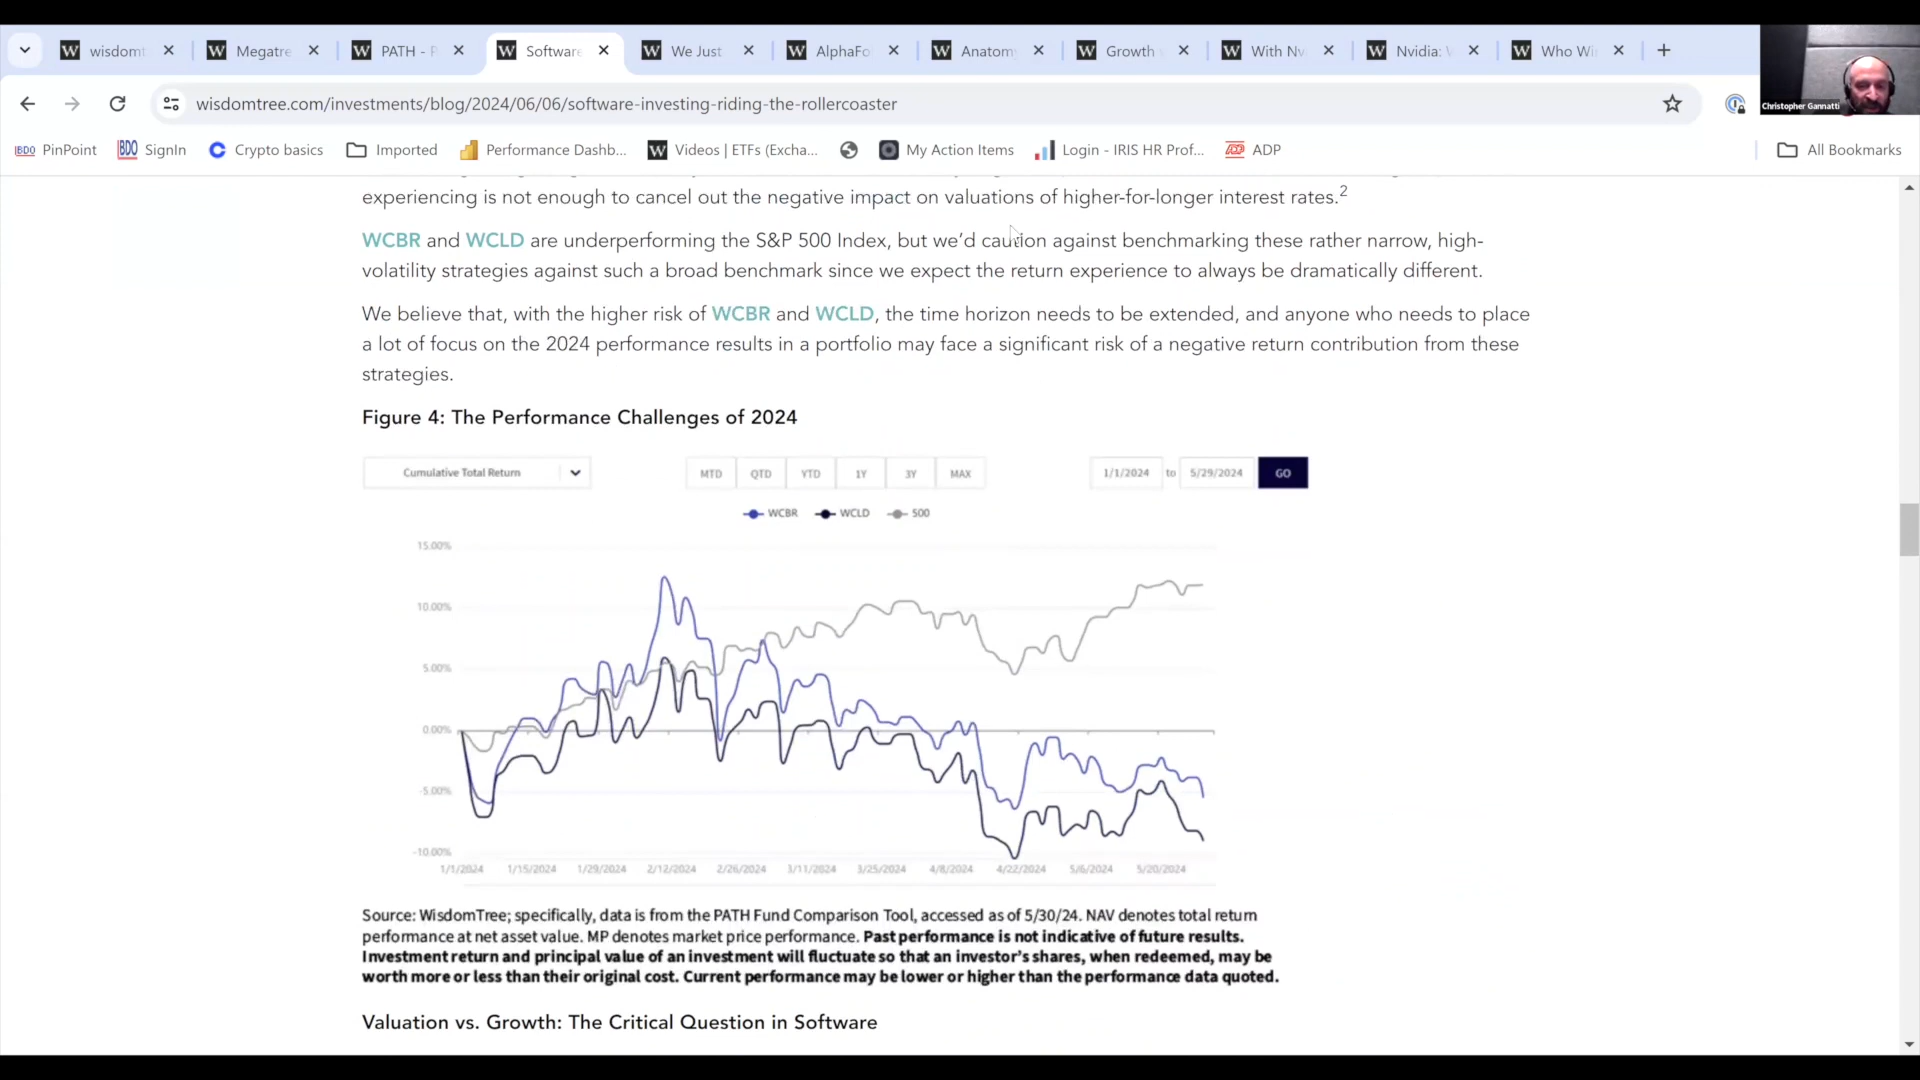 wisdomt
Megatre
PATH - P
Software
We Just
AlphaFo
Anatom
Growth
With Nv
Nvidia:
Who Wi
wisdomtree.com/investments/blog/2024/06/06/software-investing-riding-the-rollercoaster
Christopher Gannatti
BDO PinPoint
BDO SignIn
Crypto basics
Imported
Performance Dashb...
Videos | ETFs (Excha...
My Action Items
Login - IRIS HR Prof...
ADP
All Bookmarks
experiencing is not enough to cancel out the negative impact on valuations of higher-for-longer interest rates.2
WCBR and WCLD are underperforming the S&P 500 Index, but we'd caution against benchmarking these rather narrow, high-
volatility strategies against such a broad benchmark since we expect the return experience to always be dramatically different.
We believe that, with the higher risk of WCBR and WCLD, the time horizon needs to be extended, and anyone who needs to place
a lot of focus on the 2024 performance results in a portfolio may face a significant risk of a negative return contribution from these
strategies.
Figure 4: The Performance Challenges of 2024
Cumulative Total Return
MTD QTD YTD 1Y 3Y MAX
1/1/2024 to 5/29/2024 GO
WCBR WCLD 500
15.00%
10.00%
5.00%
0.00%
-5.00%
-10.00%
1/1/2024 1/15/2024 1/29/2024 2/12/2024 2/26/2024 3/11/2024 3/25/2024 4/8/2024 4/22/2024 5/6/2024 5/20/2024
Source: WisdomTree; specifically, data is from the PATH Fund Comparison Tool, accessed as of 5/30/24. NAV denotes total return
performance at net asset value. MP denotes market price performance. Past performance is not indicative of future results.
Investment return and principal value of an investment will fluctuate so that an investor's shares, when redeemed, may be
worth more or less than their original cost. Current performance may be lower or higher than the performance data quoted.
Valuation vs. Growth: The Critical Question in Software